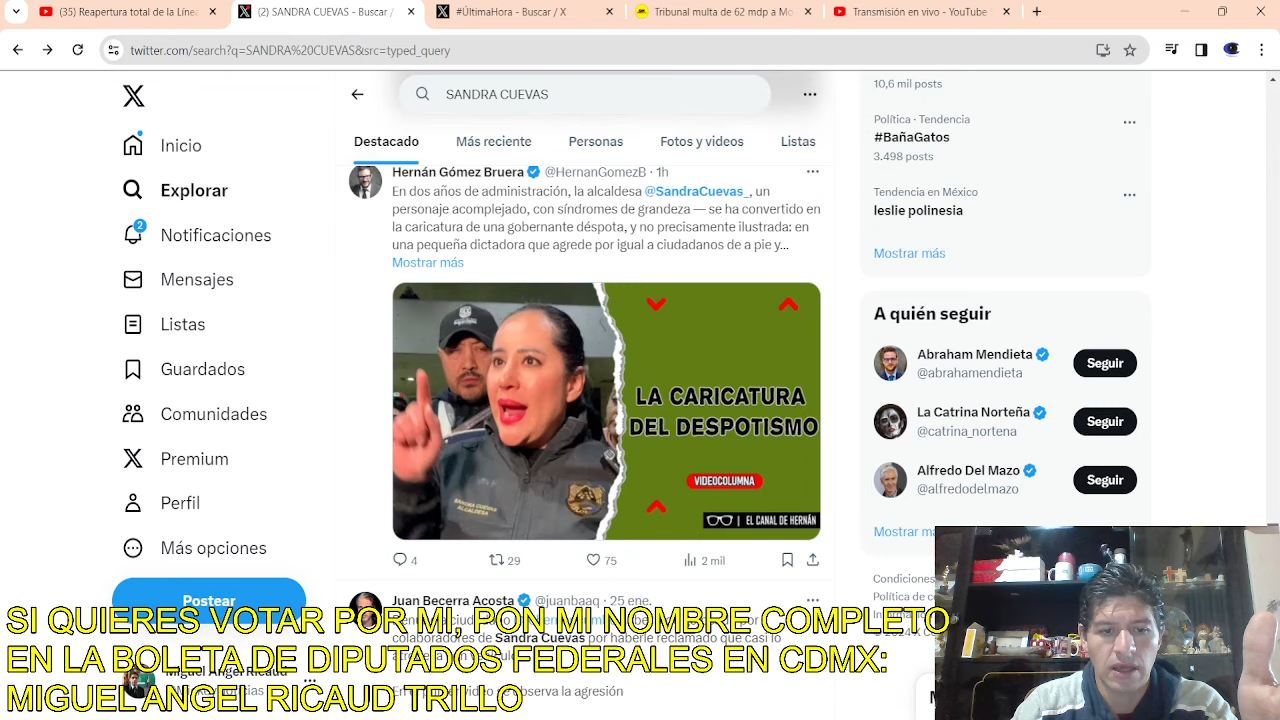 (35) Reapertura total de la Línea
(2) SANDRA CUEVAS - Buscar /
#ÚltimaHora - Buscar / X
Tribunal multa de 62 mdp a Mo
Transmisión en vivo - YouTube
twitter.com/search?q=SANDRA%20CUEVAS&src=typed_query
Inicio
Explorar
2
Notificaciones
Mensajes
Listas
Guardados
Comunidades
Premium
Perfil
Más opciones
Postear
Miguel Angel Ricaud
SANDRA CUEVAS
Destacado
Más reciente
Personas
Fotos y videos
Listas
Hernán Gómez Bruera @HernanGomezB · 1h
En dos años de administración, la alcaldesa @SandraCuevas_, un
personaje acomplejado, con síndromes de grandeza — se ha convertido en
la caricatura de una gobernante déspota, y no precisamente ilustrada: en
una pequeña dictadora que agrede por igual a ciudadanos de a pie y...
Mostrar más
SANDRA CUEVAS
ALCALDESA
LA CARICATURA
DEL DESPOTISMO
VIDEOCOLUMNA
| EL CANAL DE HERNÁN
4
29
75
2 mil
Juan Becerra Acosta @juanbaaq · 25 ene.
colaboradores de Sandra Cuevas por haberle reclamado que casi lo
video se observa la agresión
10,6 mil posts
Política · Tendencia
#BañaGatos
3.498 posts
Tendencia en México
leslie polinesia
Mostrar más
A quién seguir
Abraham Mendieta
@abrahamendieta
Seguir
La Catrina Norteña
@catrina_nortena
Seguir
Alfredo Del Mazo
@alfredodelmazo
Seguir
Mostrar
Condiciones
Política de
SI QUIERES VOTAR POR MI, PON MI NOMBRE COMPLETO
EN LA BOLETA DE DIPUTADOS FEDERALES EN CDMX:
MIGUEL ANGEL RICAUD TRILLO